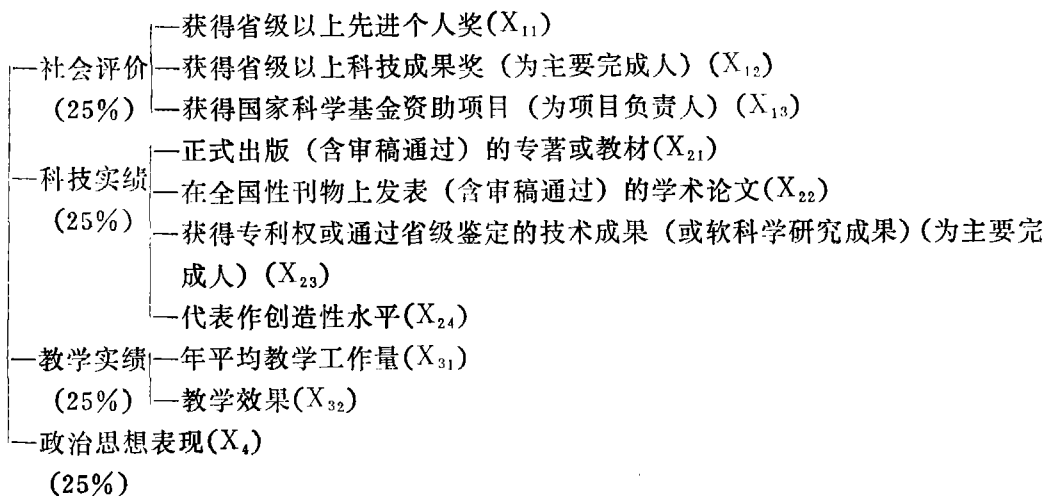 获得省级以上先进个人奖(X₁₁)
社会评价 获得省级以上科技成果奖（为主要完成人）(X₁₂)
(25%) 获得国家科学基金资助项目（为项目负责人）(X₁₃)
正式出版（含审稿通过）的专著或教材(X₂₁)
科技实绩
在全国性刊物上发表（含审稿通过）的学术论文(X₂₂)
(25%)
获得专利权或通过省级鉴定的技术成果（或软科学研究成果）(为主要完
成人）(X₂₃)
代表作创造性水平(X₂₄)
教学实绩 年平均教学工作量(X₃₁)
(25%) 教学效果(X₃₂)
政治思想表现(X₄)
(25%)